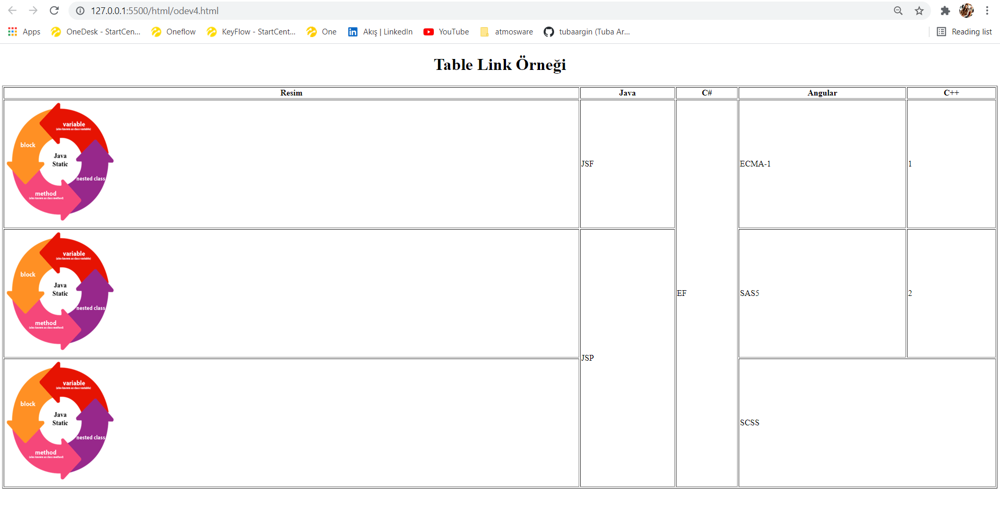 127.0.0.1:5500/html/odev4.html
Apps OneDesk - StartCen... Oneflow KeyFlow - StartCent... One Akış | LinkedIn YouTube atmosware tubaargin (Tuba Ar... Reading list
Table Link Örneği
Resim Java C# Angular C++
variable
(also known as class variable)
block
Java
Static
nested class
method
(also known as class method)
JSF
ECMA-1
1
variable
(also known as class variable)
block
Java
Static
nested class
method
(also known as class method)
JSP
EF
SAS5
2
variable
(also known as class variable)
block
Java
Static
nested class
method
(also known as class method)
SCSS